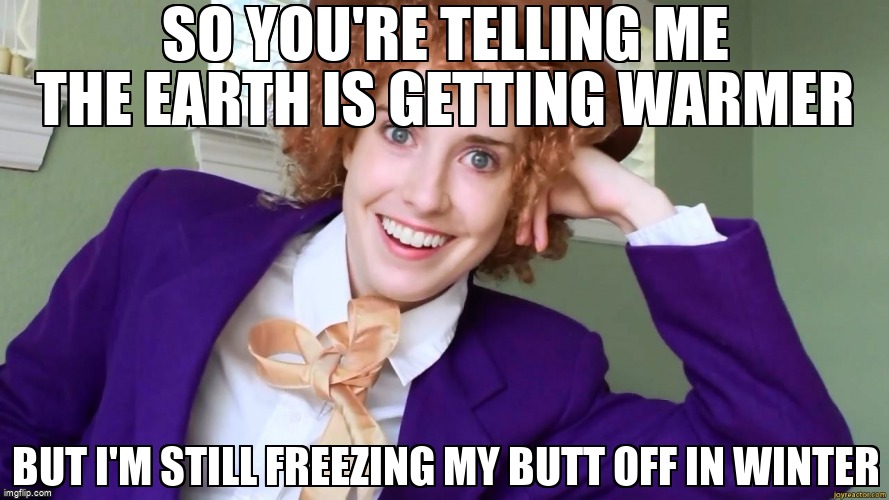 SO YOU'RE TELLING ME
THE EARTH IS GETTING WARMER
BUT I'M STILL FREEZING MY BUTT OFF IN WINTER
imgflip.com
joyreactor.com